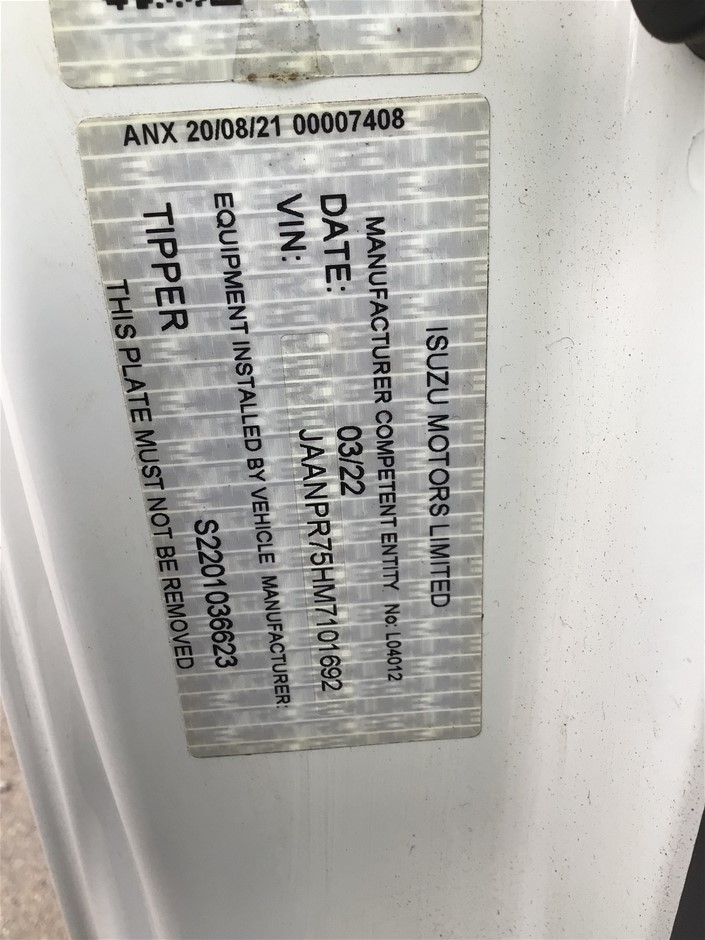 ANX 20/08/21 00007408
ISUZU MOTORS LIMITED
MANUFACTURER COMPETENT ENTITY No: L04012
DATE: 03/22
VIN: JAANPR75HM7101692
EQUIPMENT INSTALLED BY VEHICLE MANUFACTURER:
S2201036623
TIPPER
THIS PLATE MUST NOT BE REMOVED